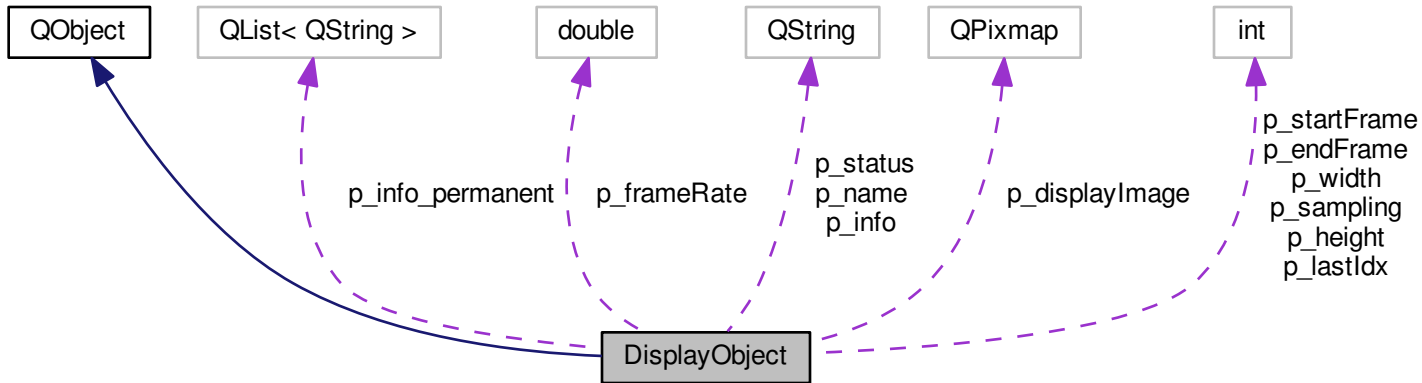 QObject
QList< QString >
double
QString
QPixmap
int
p_info_permanent
p_frameRate
p_status
p_name
p_info
p_displayImage
p_startFrame
p_endFrame
p_width
p_sampling
p_height
p_lastIdx
DisplayObject